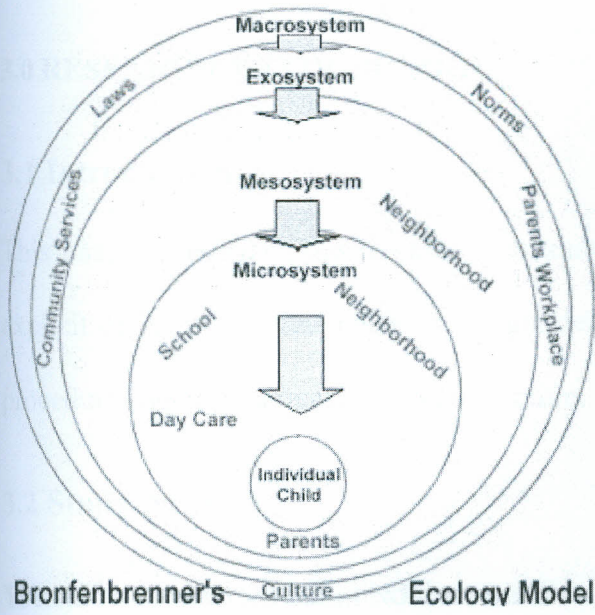 Macrosystem
Exosystem
Laws
Norms
Mesosystem
Community Services
Neighborhood
Parents Workplace
Microsystem
School
Neighborhood
Day Care
Individual
Child
Parents
Culture
Bronfenbrenner's
Ecology Model